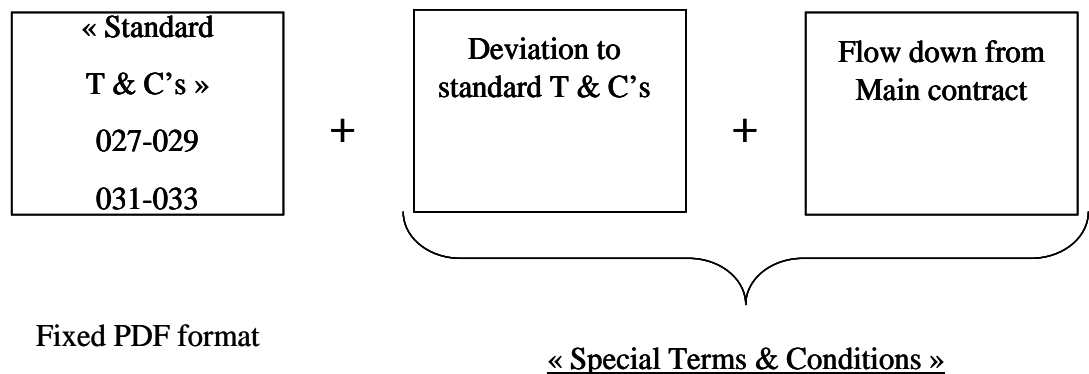 « Standard
T & C’s »
027-029
031-033
+
Deviation to
standard T & C’s
+
Flow down from
Main contract
Fixed PDF format
« Special Terms & Conditions »